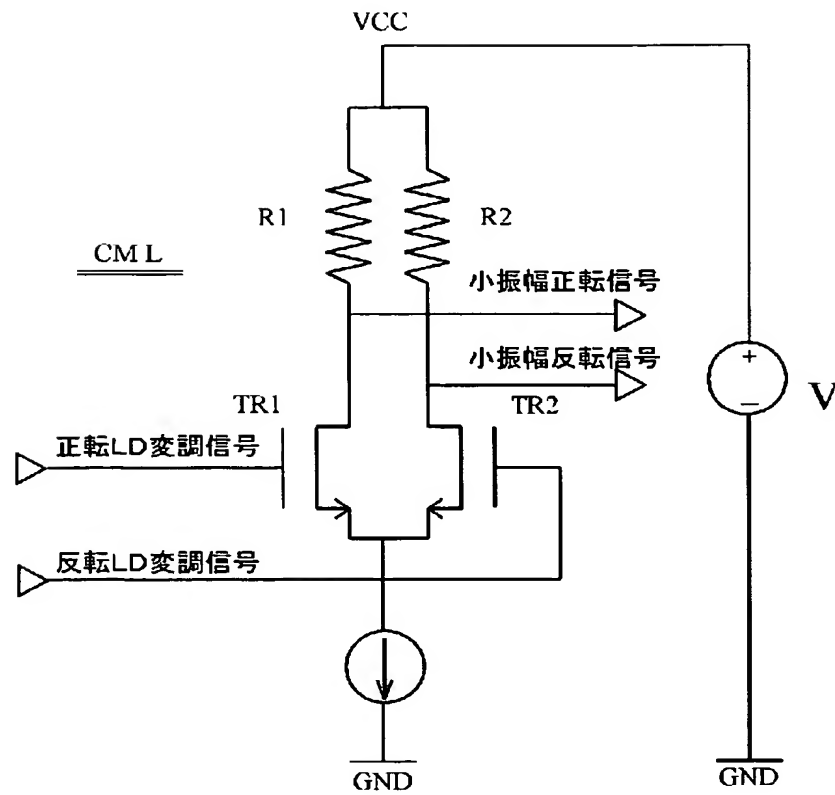 VCC
R1
R2
CML
小振幅正転信号
小振幅反転信号
+
−
V
TR1
TR2
正転LD変調信号
反転LD変調信号
GND
GND